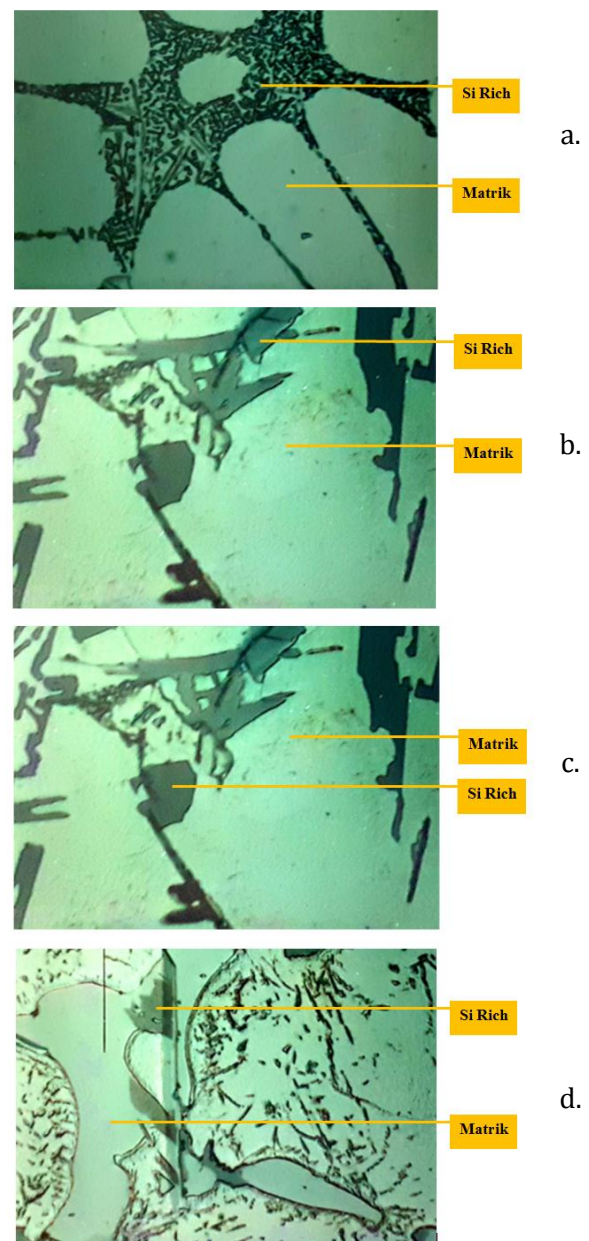 Si Rich
a.
Matrik
Si Rich
Matrik
b.
Matrik
c.
Si Rich
Si Rich
Matrik
d.